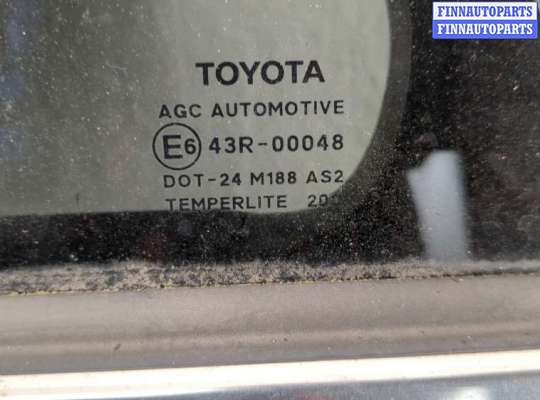 FINNAUTOPARTS
FINNAUTOPARTS
TOYOTA
AGC AUTOMOTIVE
E6 43R-00048
DOT-24 M188 AS2
TEMPERLITE